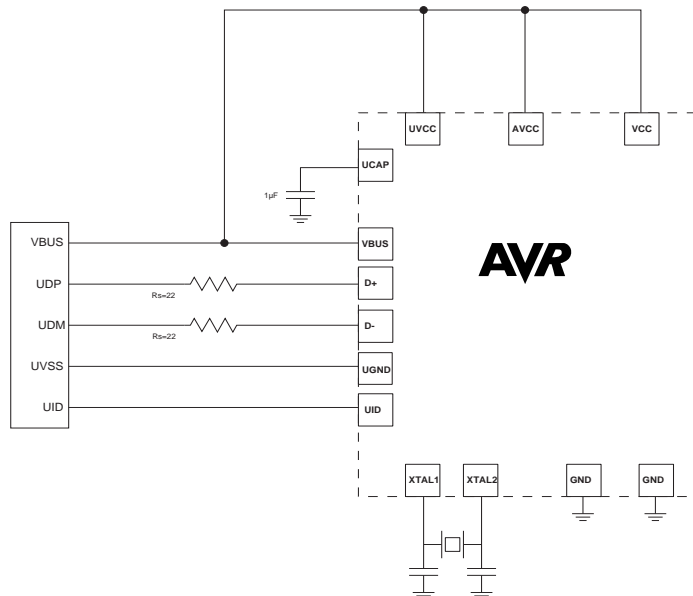 UVCC
AVCC
VCC
UCAP
1µF
VBUS
VBUS
UDP
Rs=22
D+
UDM
Rs=22
D-
UVSS
UGND
UID
UID
AVR
XTAL1
XTAL2
GND
GND